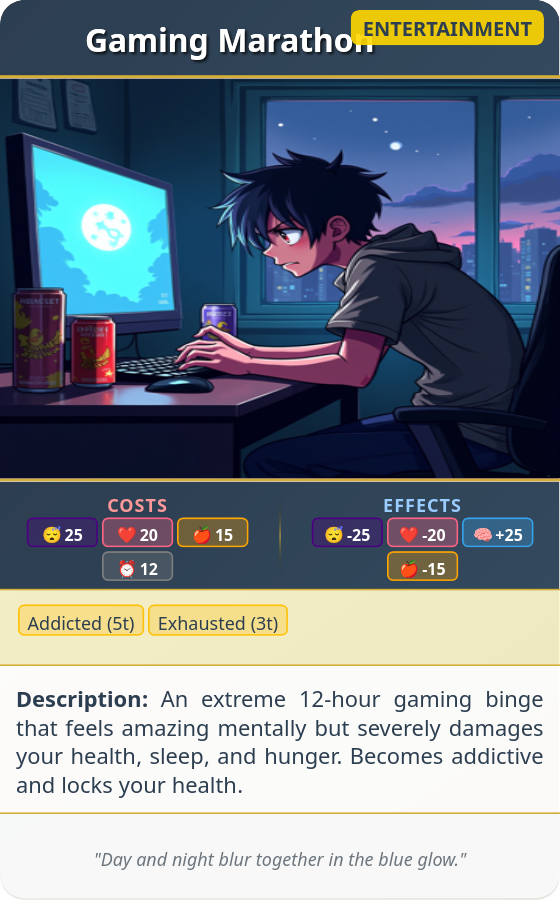 Gaming Marathon
ENTERTAINMENT
COSTS
😴 25 ❤️ 20 🍎 15
⏰ 12
EFFECTS
😴 -25 ❤️ -20 🧠 +25
🍎 -15
Addicted (5t) Exhausted (3t)
Description: An extreme 12-hour gaming binge
that feels amazing mentally but severely damages
your health, sleep, and hunger. Becomes addictive
and locks your health.
"Day and night blur together in the blue glow."